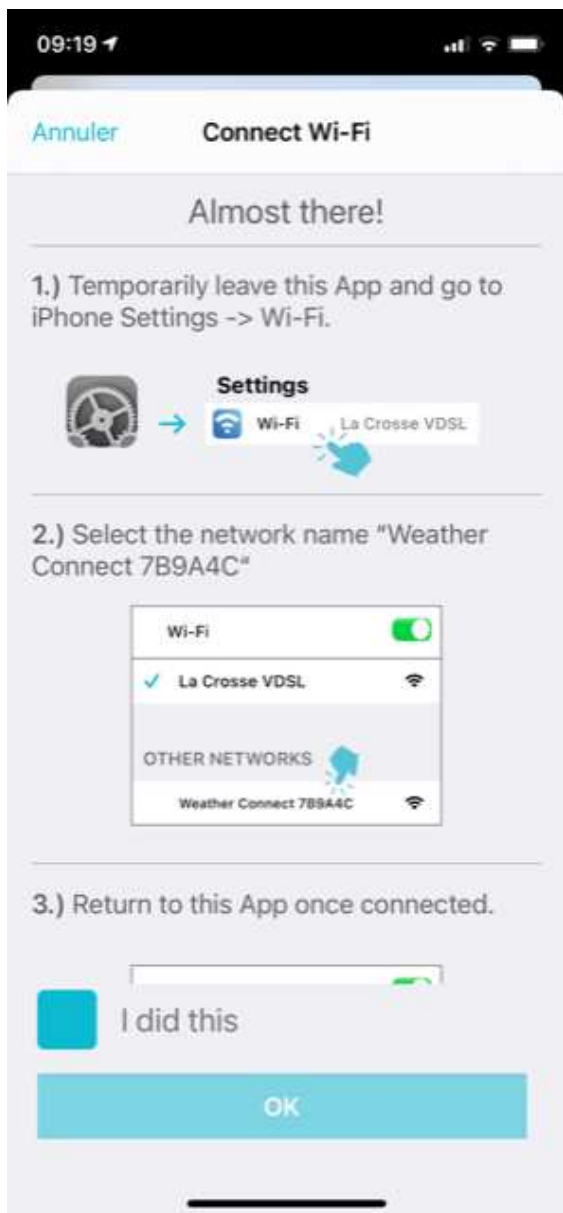 09:19
Annuler
Connect Wi-Fi
Almost there!
1.) Temporarily leave this App and go to
iPhone Settings -> Wi-Fi.
Settings
Wi-Fi La Crosse VDSL
2.) Select the network name "Weather
Connect 7B9A4C"
Wi-Fi
La Crosse VDSL
OTHER NETWORKS
Weather Connect 7B9A4C
3.) Return to this App once connected.
I did this
OK